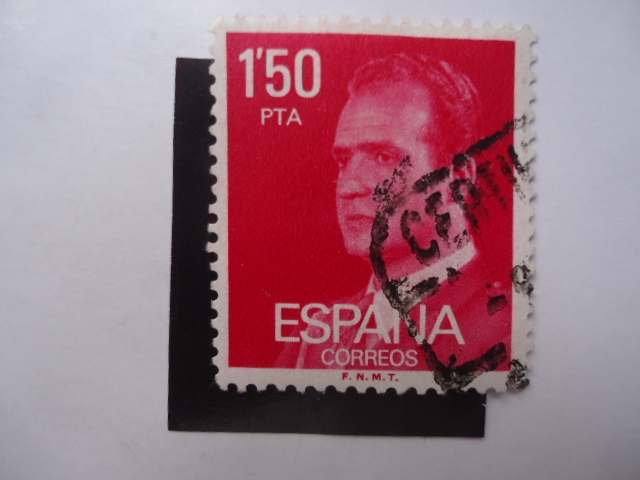 1'50
PTA
ESPAÑA
CORREOS
F.N.M.T.